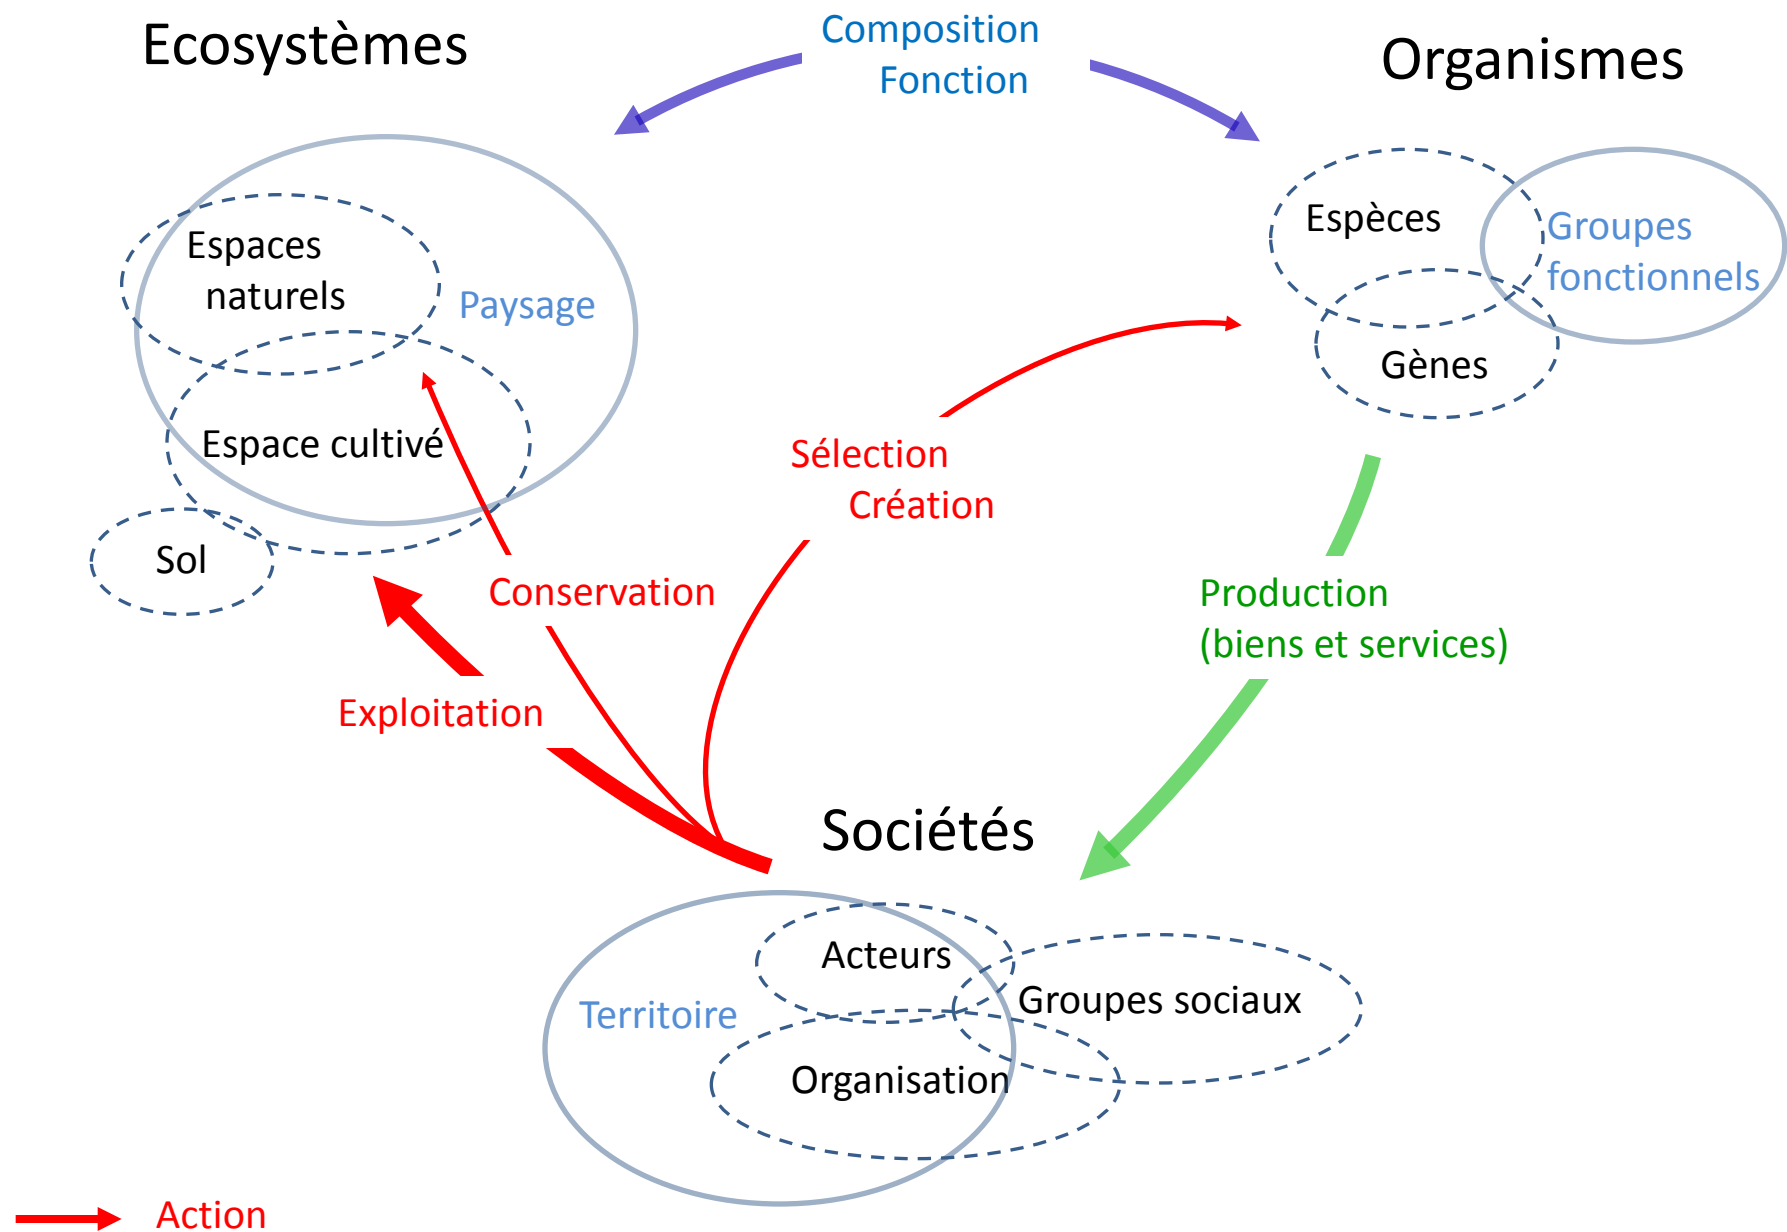 Ecosystèmes
Composition
Fonction
Organismes
Espaces
naturels
Paysage
Espace cultivé
Sol
Espèces
Groupes
fonctionnels
Gènes
Sélection
Création
Conservation
Exploitation
Production
(biens et services)
Sociétés
Acteurs
Groupes sociaux
Territoire
Organisation
Action